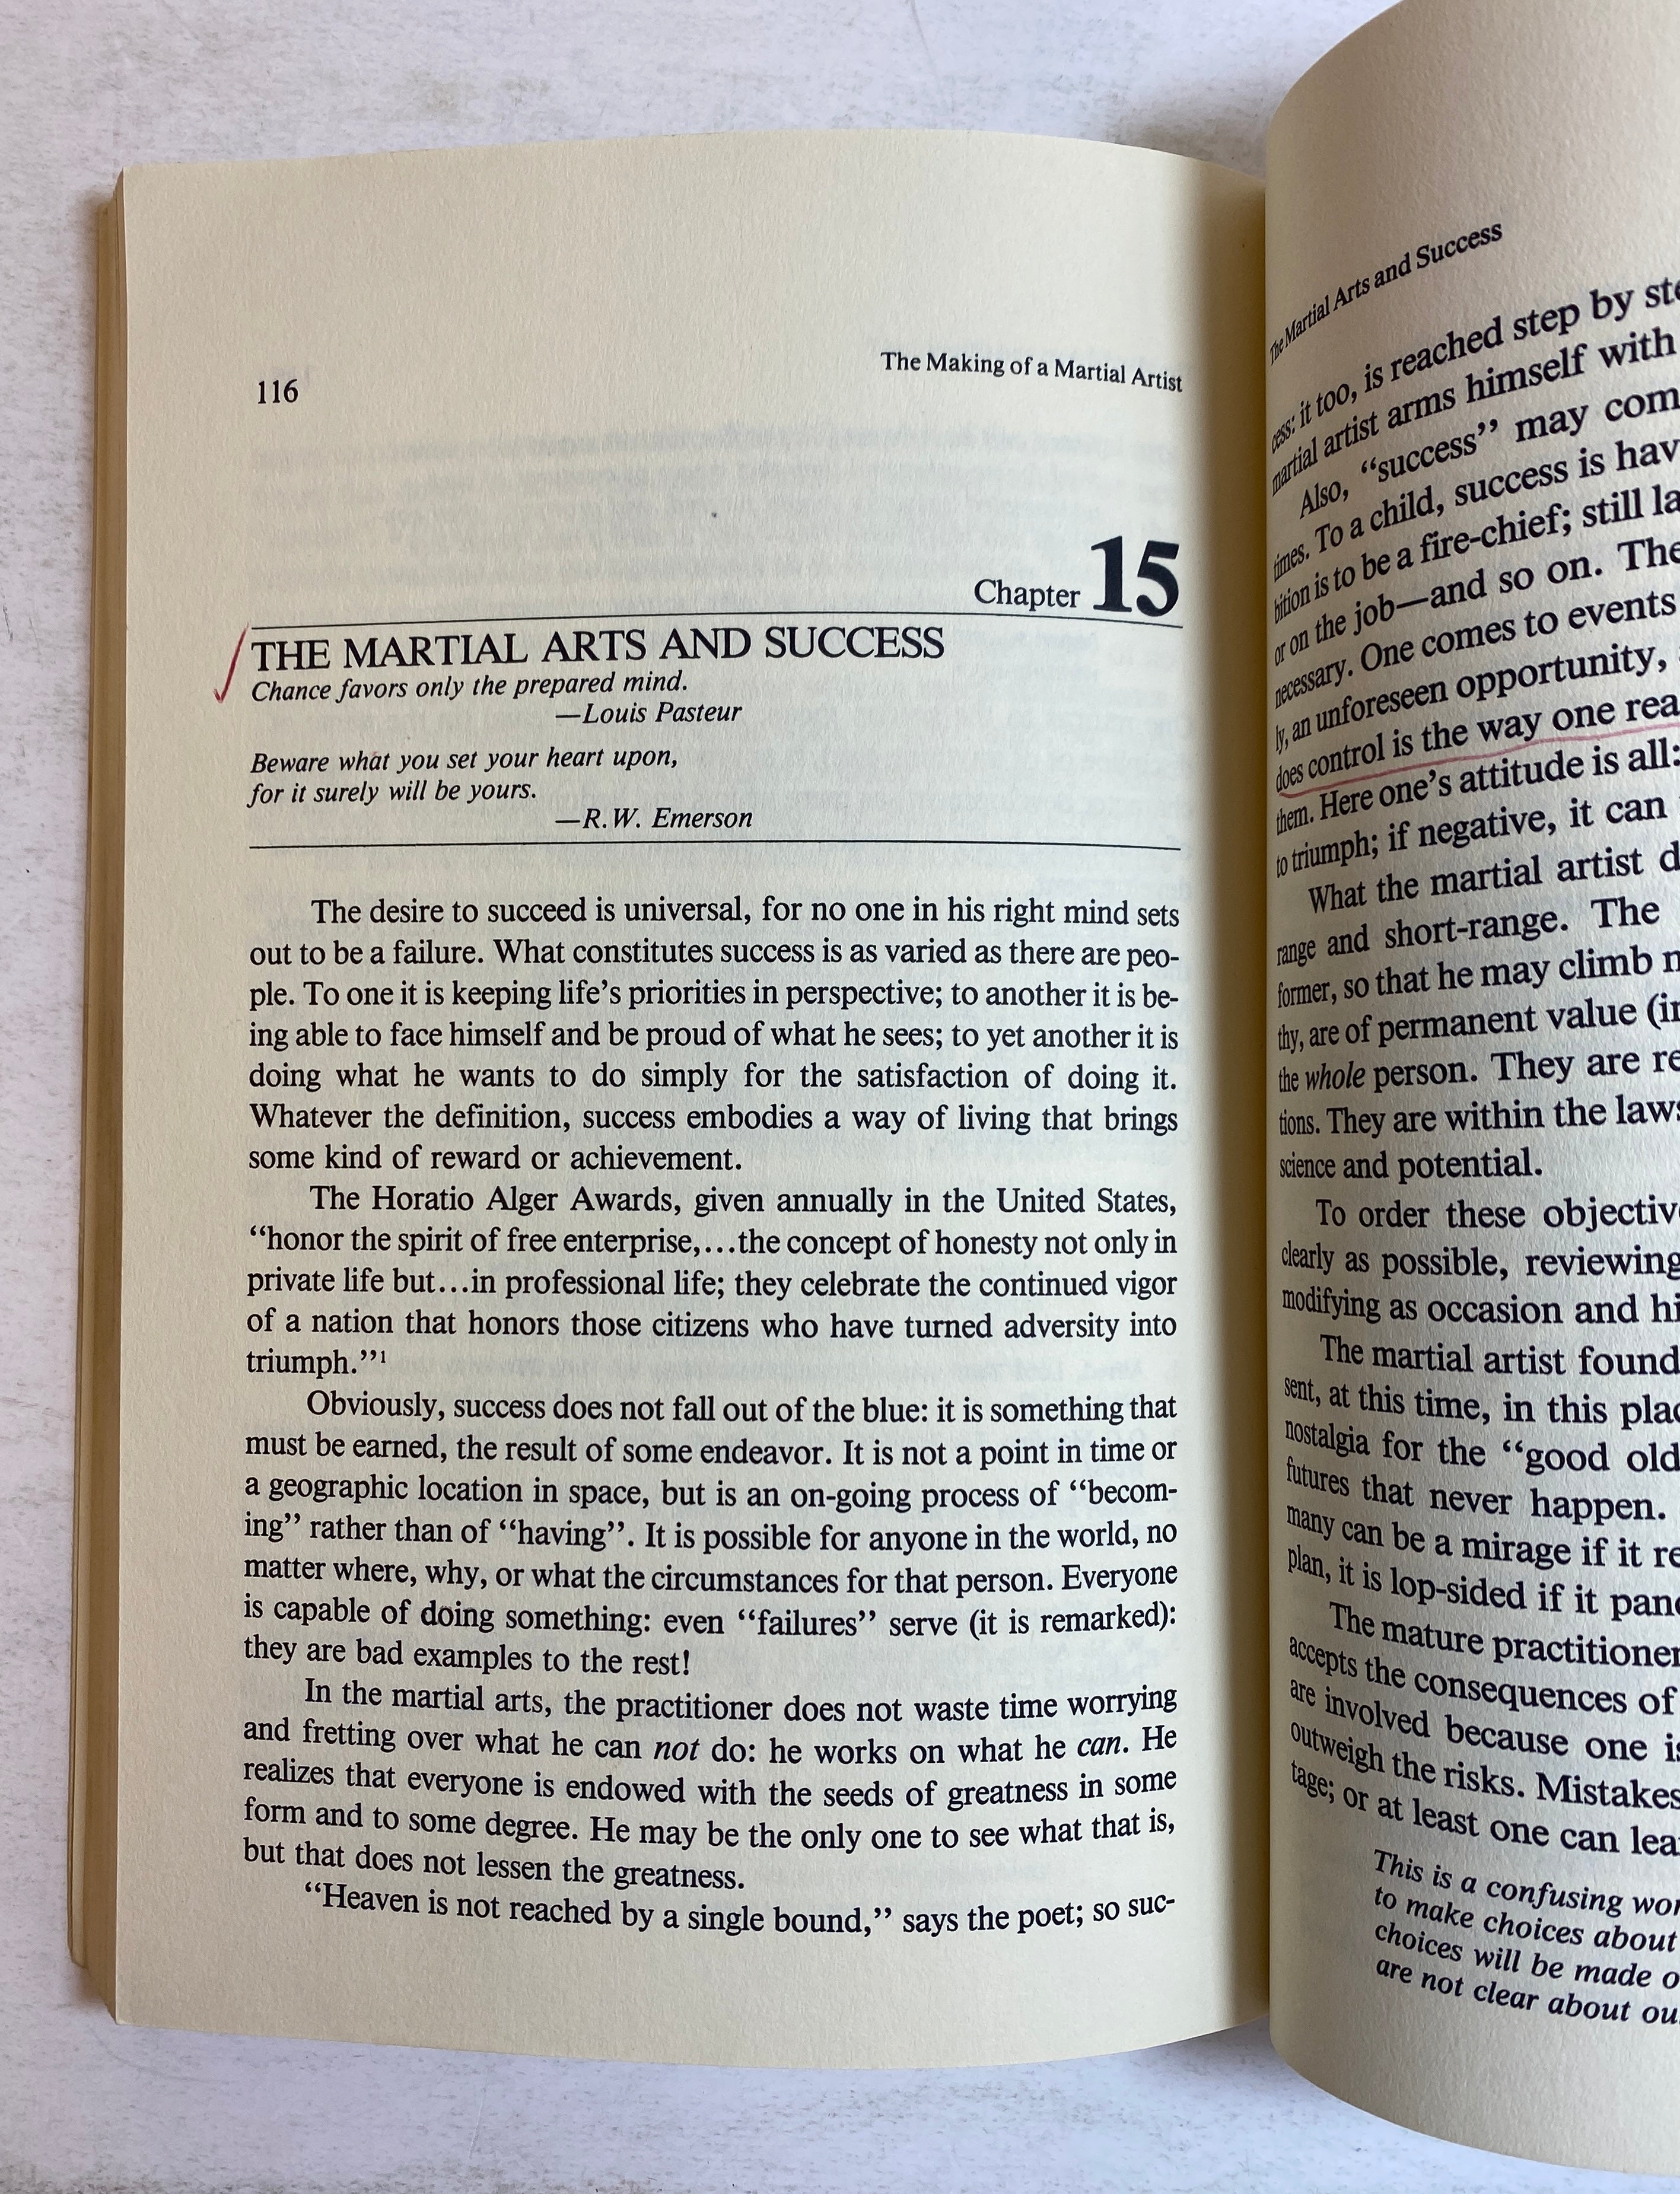 116
The Making of a Martial Artist
Chapter 15
THE MARTIAL ARTS AND SUCCESS
Chance favors only the prepared mind.
—Louis Pasteur
Beware what you set your heart upon,
for it surely will be yours.
—R.W. Emerson
The desire to succeed is universal, for no one in his right mind sets
out to be a failure. What constitutes success is as varied as there are peo-
ple. To one it is keeping life’s priorities in perspective; to another it is be-
ing able to face himself and be proud of what he sees; to yet another it is
doing what he wants to do simply for the satisfaction of doing it.
Whatever the definition, success embodies a way of living that brings
some kind of reward or achievement.
The Horatio Alger Awards, given annually in the United States,
‘‘honor the spirit of free enterprise,...the concept of honesty not only in
private life but...in professional life; they celebrate the continued vigor
of a nation that honors those citizens who have turned adversity into
triumph.’’¹
Obviously, success does not fall out of the blue: it is something that
must be earned, the result of some endeavor. It is not a point in time or
a geographic location in space, but is an on-going process of ‘‘becom-
ing’’ rather than of ‘‘having’’. It is possible for anyone in the world, no
matter where, why, or what the circumstances for that person. Everyone
is capable of doing something: even ‘‘failures’’ serve (it is remarked):
they are bad examples to the rest!
In the martial arts, the practitioner does not waste time worrying
and fretting over what he can not do: he works on what he can. He
realizes that everyone is endowed with the seeds of greatness in some
form and to some degree. He may be the only one to see what that is,
but that does not lessen the greatness.
‘‘Heaven is not reached by a single bound,’’ says the poet; so suc-
The Martial Arts and Success
cess: it too, is reached step by
martial artist arms himself with
Also, ‘‘success’’ may
times. To a child, success is
bition is to be a fire-chief; still
or on the job—and so on. The
necessary. One comes to events
ly, an unforeseen opportunity,
does control is the way one
them. Here one’s attitude is all:
to triumph; if negative, it can
What the martial artist
range and short-range. The
former, so that he may climb
thy, are of permanent value
the whole person. They are
tions. They are within the
science and potential.
To order these
clearly as possible, reviewing
modifying as occasion and
The martial artist
sent, at this time, in this
nostalgia for the ‘‘good old
futures that never happen.
many can be a mirage if it
plan, it is lop-sided if it
The mature practitioner
accepts the consequences of
are involved because one
outweigh the risks. Mistakes
tage; or at least one can
This is a confusing
to make choices about
choices will be made
are not clear about